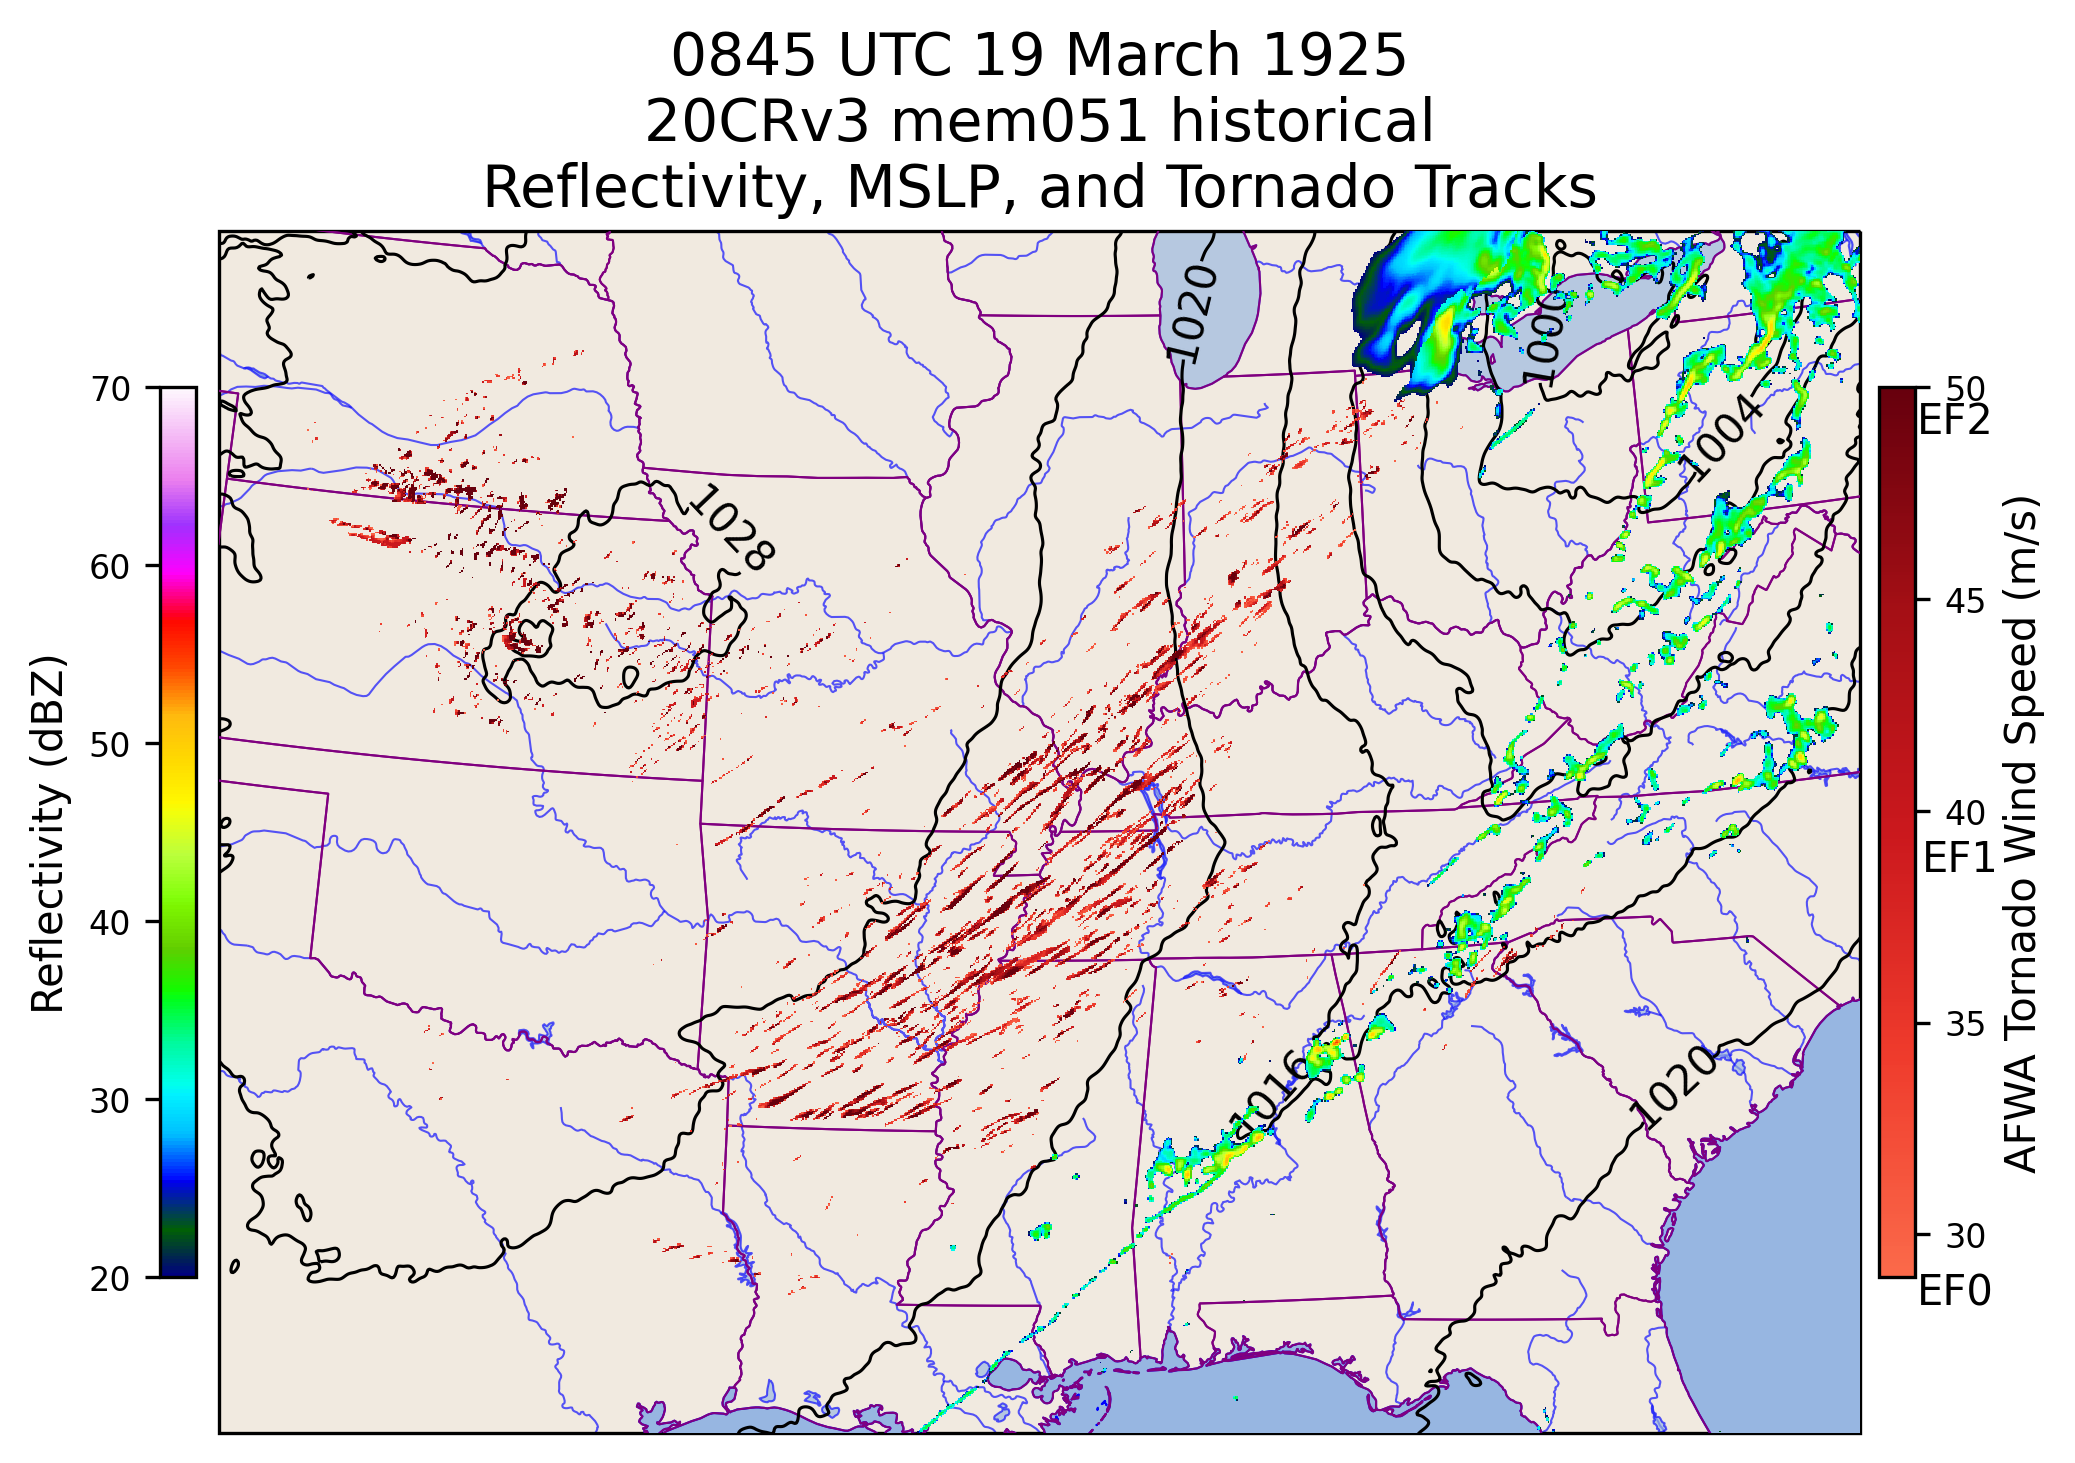 0845 UTC 19 March 1925
20CRv3 mem051 historical
Reflectivity, MSLP, and Tornado Tracks
Reflectivity (dBZ)
70
60
50
40
30
20
1020
1000
1004
1028
1016
1020
50
EF2
45
40
EF1
35
30
EF0
AFWA Tornado Wind Speed (m/s)